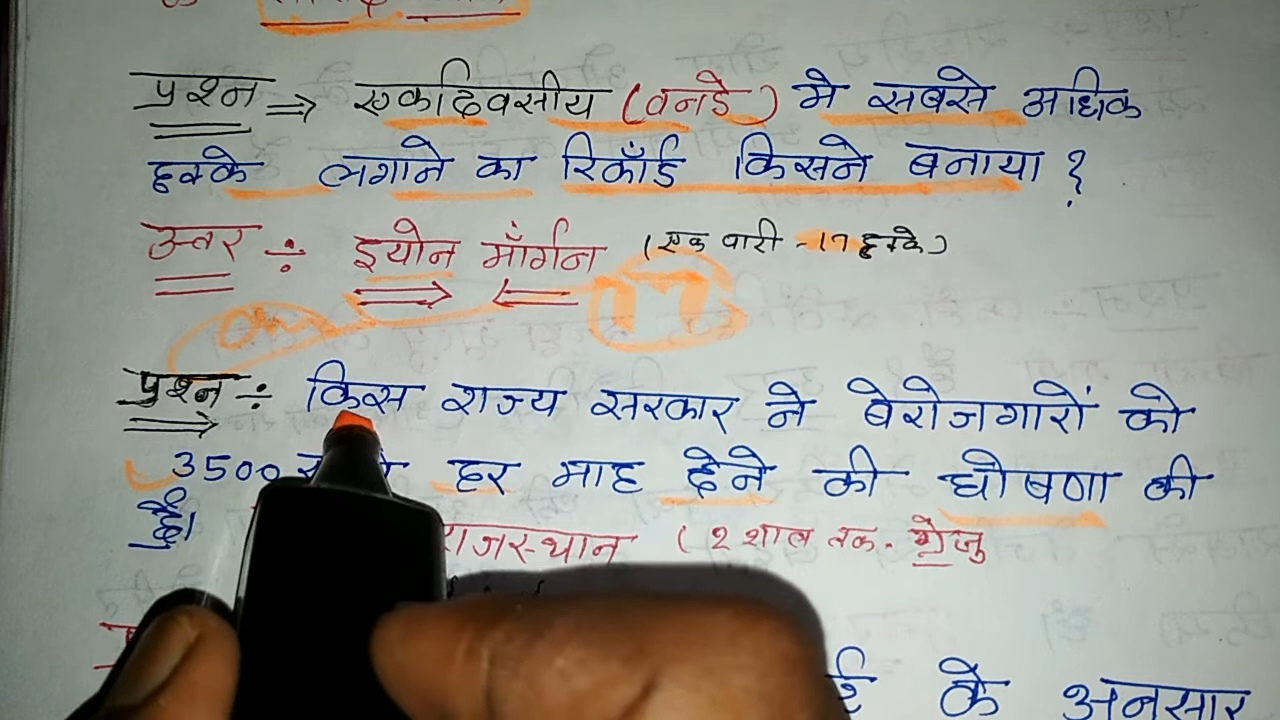 प्रश्न ⇒ एकदिवसीय (वनडे) मे सबसे अधिक
छक्के लगाने का रिकॉर्ड किसने बनाया ?
उत्तर ÷ इयोन मॉर्गन (एक पारी - 17 छक्के)
17
प्रश्न ÷ किस राज्य सरकार ने बेरोजगारों को
3500 हर माह देने की घोषणा की
है।
राजस्थान ( 2 शाल तक - ग्रेजु
के अनुसार